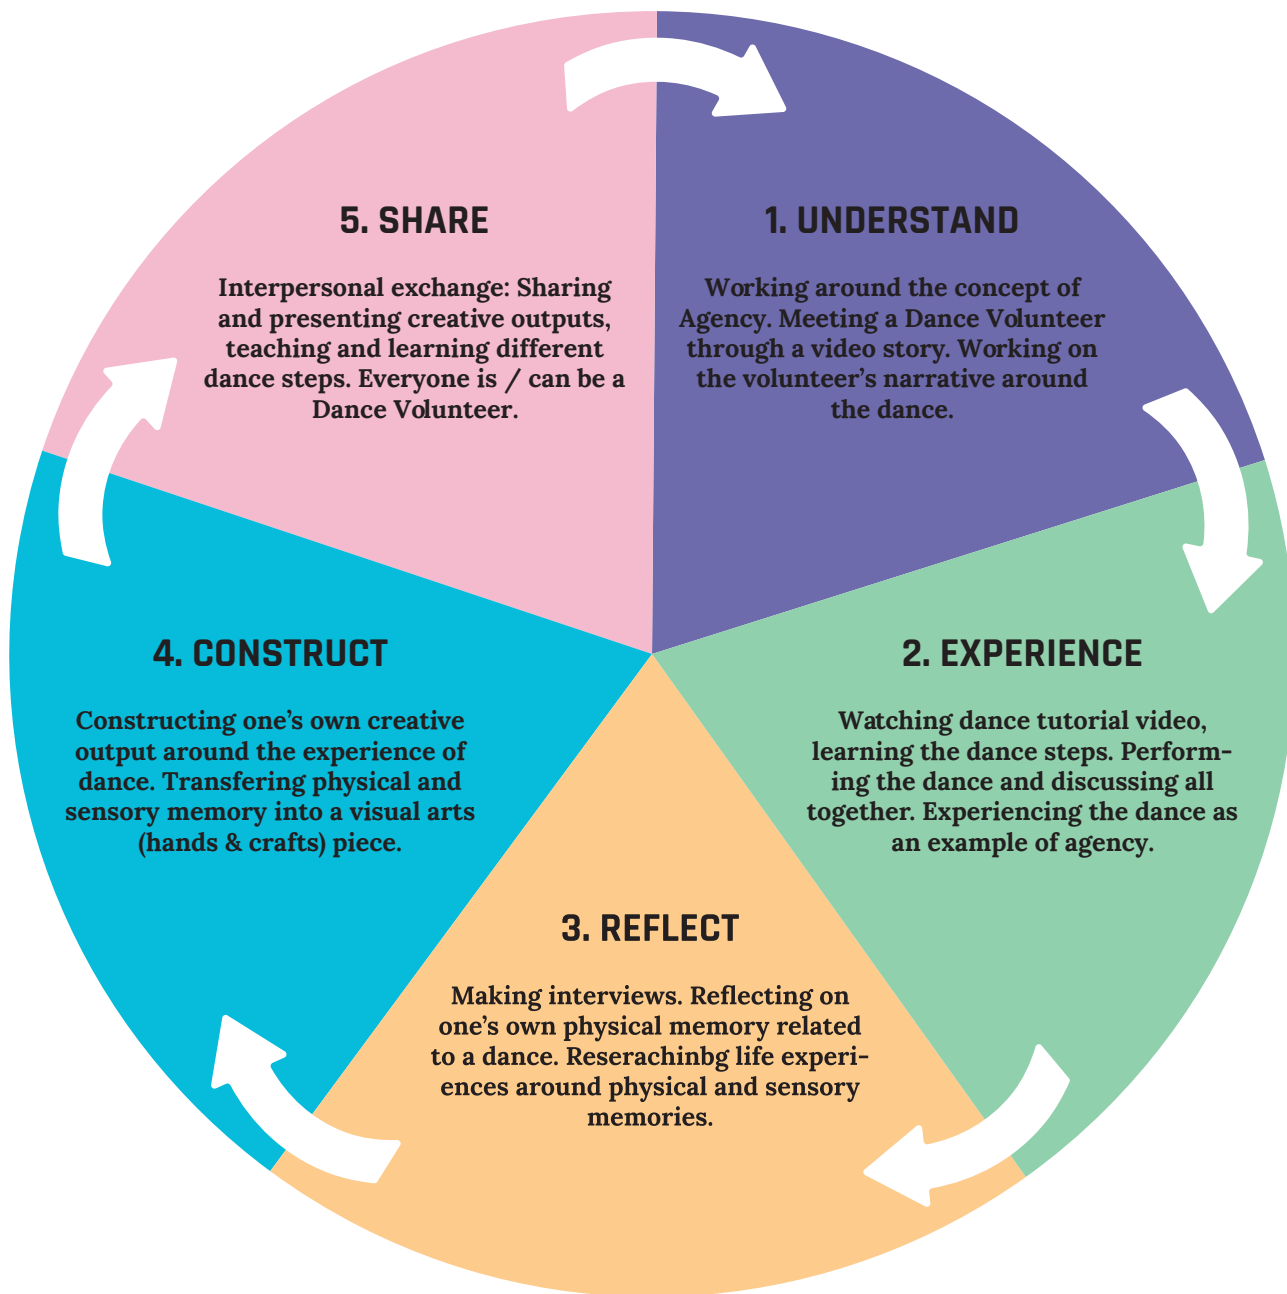 1. UNDERSTAND
Working around the concept of
Agency. Meeting a Dance Volunteer
through a video story. Working on
the volunteer’s narrative around
the dance.
2. EXPERIENCE
Watching dance tutorial video,
learning the dance steps. Perform-
ing the dance and discussing all
together. Experiencing the dance as
an example of agency.
3. REFLECT
Making interviews. Reflecting on
one’s own physical memory related
to a dance. Reserachinbg life experi-
ences around physical and sensory
memories.
4. CONSTRUCT
Constructing one’s own creative
output around the experience of
dance. Transfering physical and
sensory memory into a visual arts
(hands & crafts) piece.
5. SHARE
Interpersonal exchange: Sharing
and presenting creative outputs,
teaching and learning different
dance steps. Everyone is / can be a
Dance Volunteer.